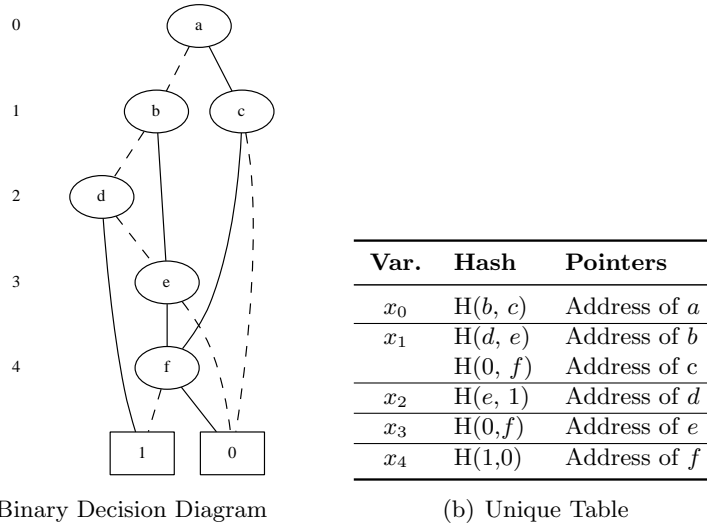 0
a
1
b
c
2
d
3
e
4
f
1
0
Var. Hash Pointers
x0 H(b, c) Address of a
x1 H(d, e) Address of b
H(0, f) Address of c
x2 H(e, 1) Address of d
x3 H(0,f) Address of e
x4 H(1,0) Address of f
Binary Decision Diagram
(b) Unique Table